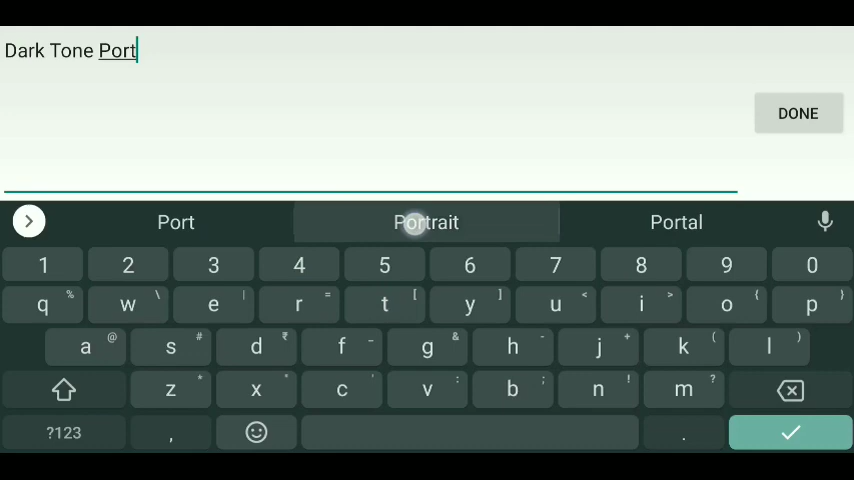 Dark Tone Port
DONE
Port Portrait Portal
1 2 3 4 5 6 7 8 9 0
q % w \ e | r = t [ y ] u < i > o { p }
a @ s # d ₹ f _ g & h - j + k ( l )
z * x " c ' v : b ; n ! m ?
?123 , .